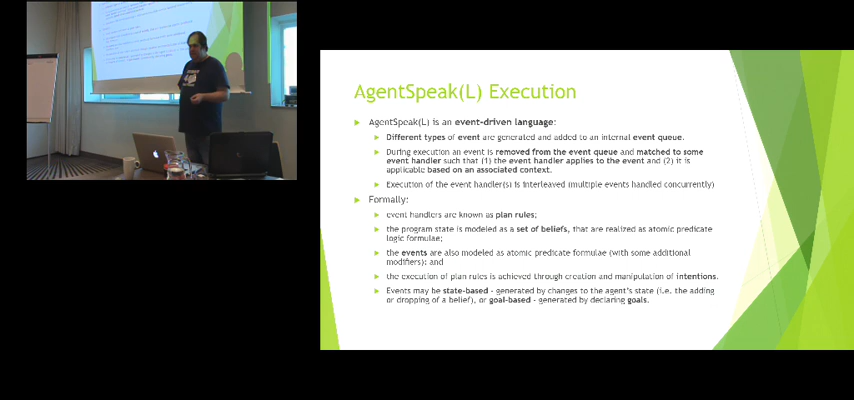 AgentSpeak(L) Execution
AgentSpeak(L) is an event-driven language:
Different types of event are generated and added to an internal event queue.
During execution an event is removed from the event queue and matched to some
event handler such that (1) the event handler applies to the event and (2) it is
applicable based on an associated context.
Execution of the event handler(s) is interleaved (multiple events handled concurrently)
Formally:
event handlers are known as plan rules;
the program state is modeled as a set of beliefs, that are realized as atomic predicate
logic formulae;
the events are also modeled as atomic predicate formulae (with some additional
modifiers); and
the execution of plan rules is achieved through creation and manipulation of intentions.
Events may be state-based - generated by changes to the agent's state (i.e. the adding
or dropping of a belief), or goal-based - generated by declaring goals.